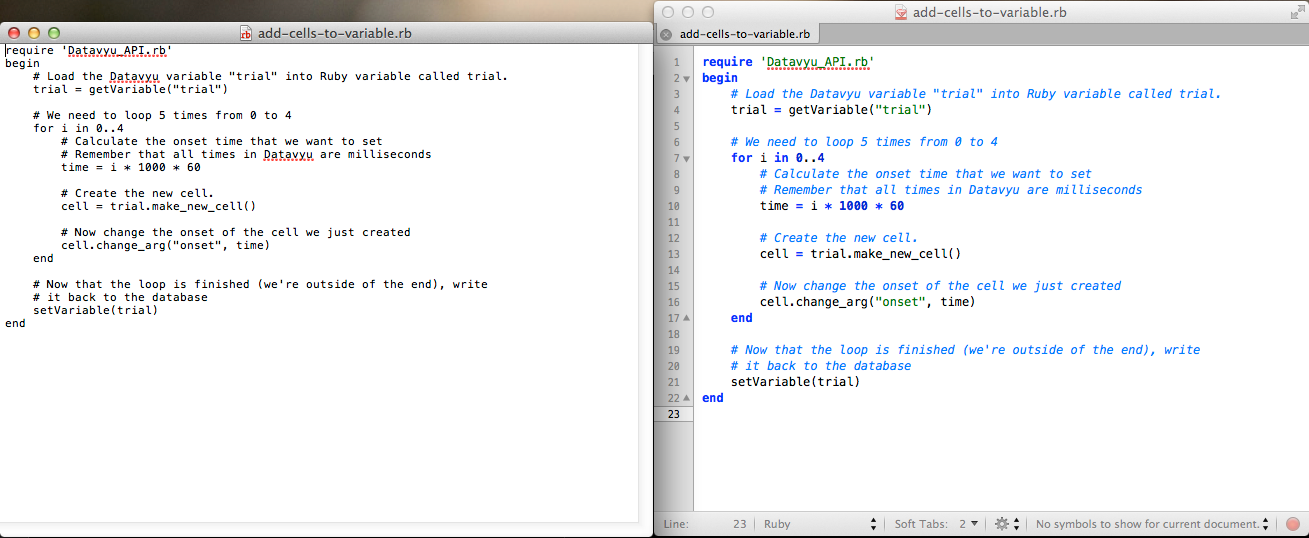 add-cells-to-variable.rb
require 'Datavyu_API.rb'
begin
    # Load the Datavyu variable "trial" into Ruby variable called trial.
    trial = getVariable("trial")

    # We need to loop 5 times from 0 to 4
    for i in 0..4
        # Calculate the onset time that we want to set
        # Remember that all times in Datavyu are milliseconds
        time = i * 1000 * 60

        # Create the new cell.
        cell = trial.make_new_cell()

        # Now change the onset of the cell we just created
        cell.change_arg("onset", time)
    end

    # Now that the loop is finished (we're outside of the end), write
    # it back to the database
    setVariable(trial)
end
add-cells-to-variable.rb
add-cells-to-variable.rb
1 require 'Datavyu_API.rb'
2 begin
3     # Load the Datavyu variable "trial" into Ruby variable called trial.
4     trial = getVariable("trial")
5
6     # We need to loop 5 times from 0 to 4
7     for i in 0..4
8         # Calculate the onset time that we want to set
9         # Remember that all times in Datavyu are milliseconds
10         time = i * 1000 * 60
11
12         # Create the new cell.
13         cell = trial.make_new_cell()
14
15         # Now change the onset of the cell we just created
16         cell.change_arg("onset", time)
17     end
18
19     # Now that the loop is finished (we're outside of the end), write
20     # it back to the database
21     setVariable(trial)
22 end
23
Line: 23 Ruby Soft Tabs: 2 No symbols to show for current document.